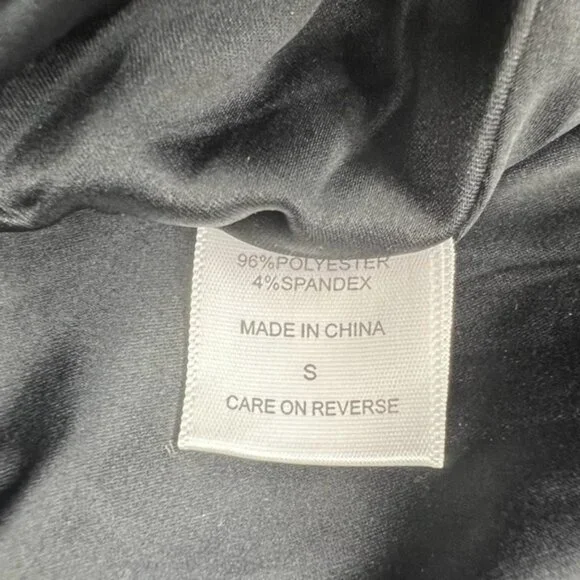 96%POLYESTER
4%SPANDEX
MADE IN CHINA
S
CARE ON REVERSE